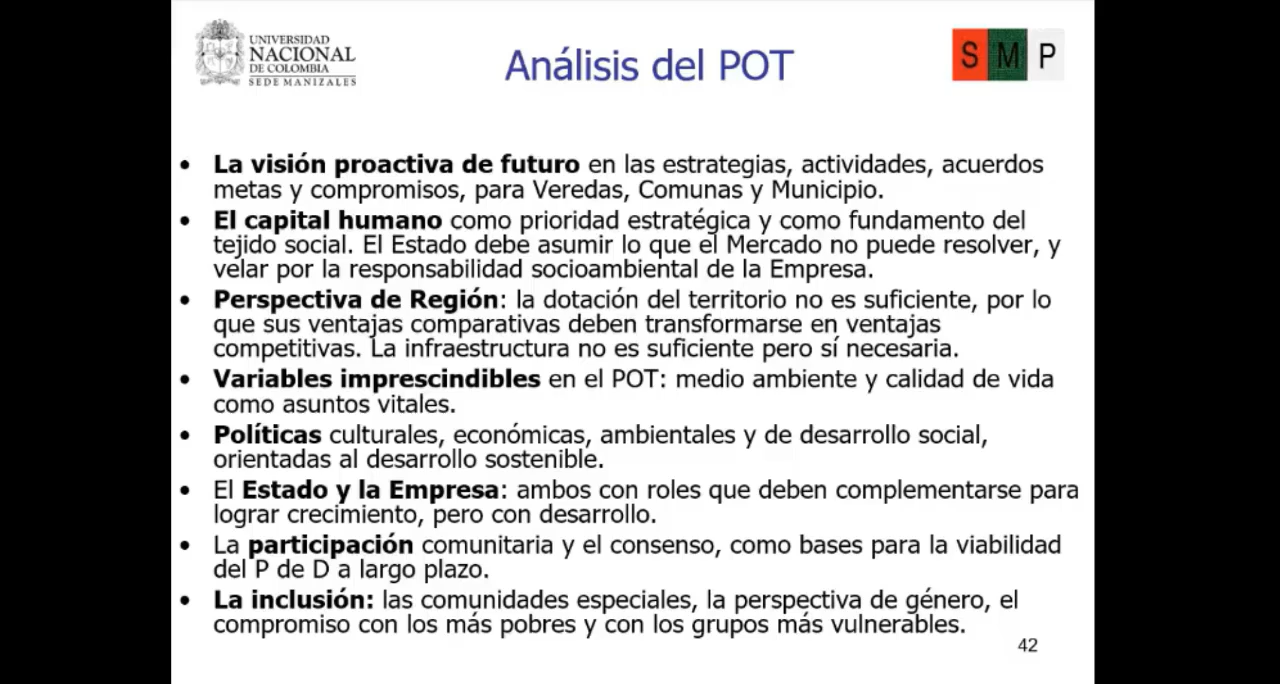 UNIVERSIDAD
NACIONAL
DE COLOMBIA
SEDE MANIZALES
Análisis del POT
S M P
• La visión proactiva de futuro en las estrategias, actividades, acuerdos
metas y compromisos, para Veredas, Comunas y Municipio.
• El capital humano como prioridad estratégica y como fundamento del
tejido social. El Estado debe asumir lo que el Mercado no puede resolver, y
velar por la responsabilidad socioambiental de la Empresa.
• Perspectiva de Región: la dotación del territorio no es suficiente, por lo
que sus ventajas comparativas deben transformarse en ventajas
competitivas. La infraestructura no es suficiente pero sí necesaria.
• Variables imprescindibles en el POT: medio ambiente y calidad de vida
como asuntos vitales.
• Políticas culturales, económicas, ambientales y de desarrollo social,
orientadas al desarrollo sostenible.
• El Estado y la Empresa: ambos con roles que deben complementarse para
lograr crecimiento, pero con desarrollo.
• La participación comunitaria y el consenso, como bases para la viabilidad
del P de D a largo plazo.
• La inclusión: las comunidades especiales, la perspectiva de género, el
compromiso con los más pobres y con los grupos más vulnerables.
42